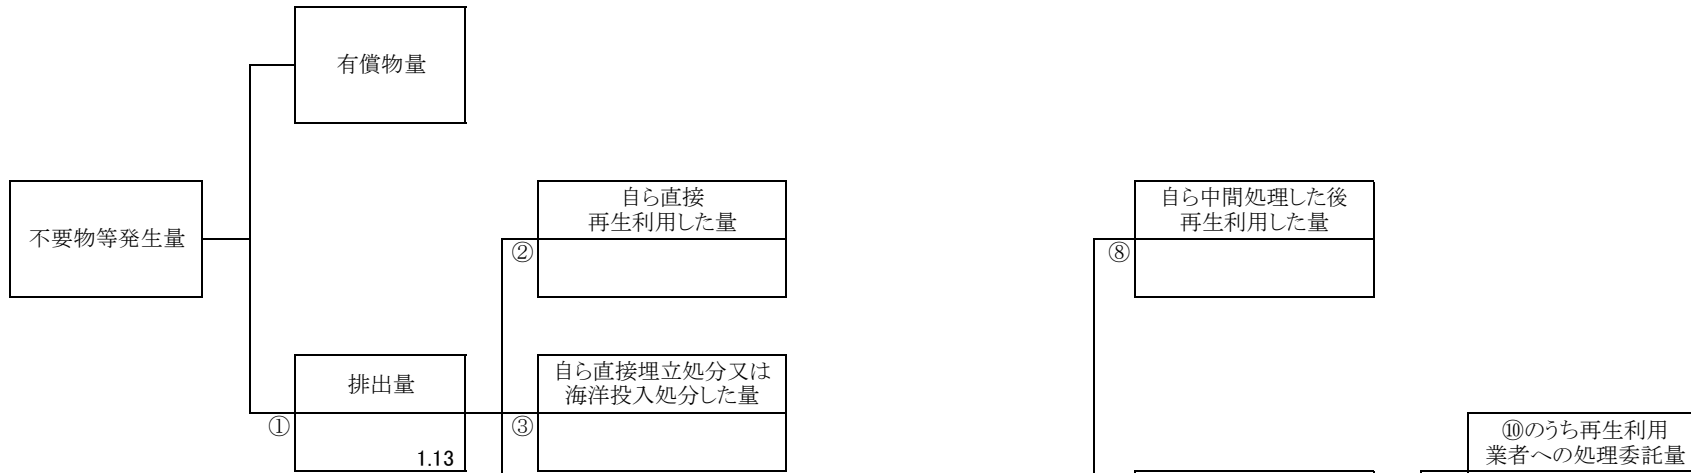 有償物量
自ら直接
再生利用した量
自ら中間処理した後
再生利用した量
不要物等発生量
②
⑧
排出量
自ら直接埋立処分又は
海洋投入処分した量
①
③
⑩のうち再生利用
業者への処理委託量
1.13